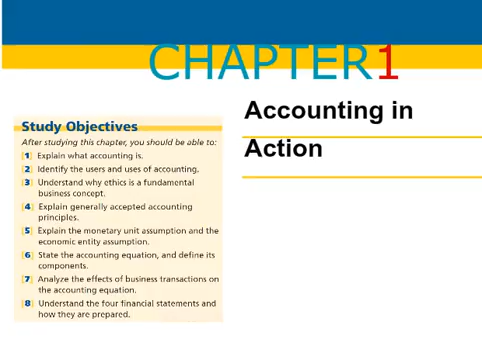 CHAPTER1
Accounting in
Action
Study Objectives
After studying this chapter, you should be able to:
[1] Explain what accounting is.
[2] Identify the users and uses of accounting.
[3] Understand why ethics is a fundamental
business concept.
[4] Explain generally accepted accounting
principles.
[5] Explain the monetary unit assumption and the
economic entity assumption.
[6] State the accounting equation, and define its
components.
[7] Analyze the effects of business transactions on
the accounting equation.
[8] Understand the four financial statements and
how they are prepared.